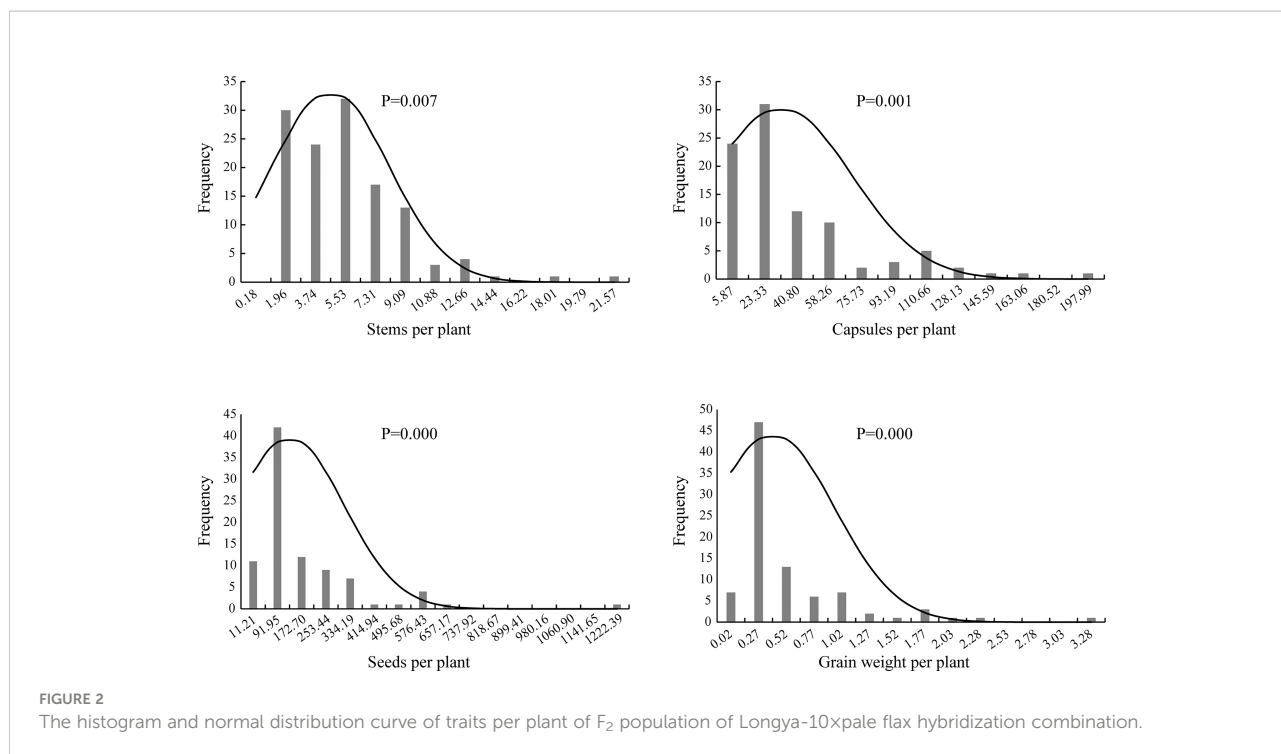 35
30
25
20
15
10
5
0
Frequency
P=0.007
0.18 1.96 3.74 5.53 7.31 9.09 10.88 12.66 14.44 16.22 18.01 19.79 21.57
Stems per plant
35
30
25
20
15
10
5
0
Frequency
P=0.001
5.87 23.33 40.80 58.26 75.73 93.19 110.66 128.13 145.59 163.06 180.52 197.99
Capsules per plant
45
40
35
30
25
20
15
10
5
0
Frequency
P=0.000
11.21 91.95 172.70 253.44 334.19 414.94 495.68 576.43 657.17 737.92 818.67 899.41 980.16 1060.90 1141.65 1222.39
Seeds per plant
50
45
40
35
30
25
20
15
10
5
0
Frequency
P=0.000
0.02 0.27 0.52 0.77 1.02 1.27 1.52 1.77 2.03 2.28 2.53 2.78 3.03 3.28
Grain weight per plant
FIGURE 2
The histogram and normal distribution curve of traits per plant of F₂ population of Longya-10×pale flax hybridization combination.